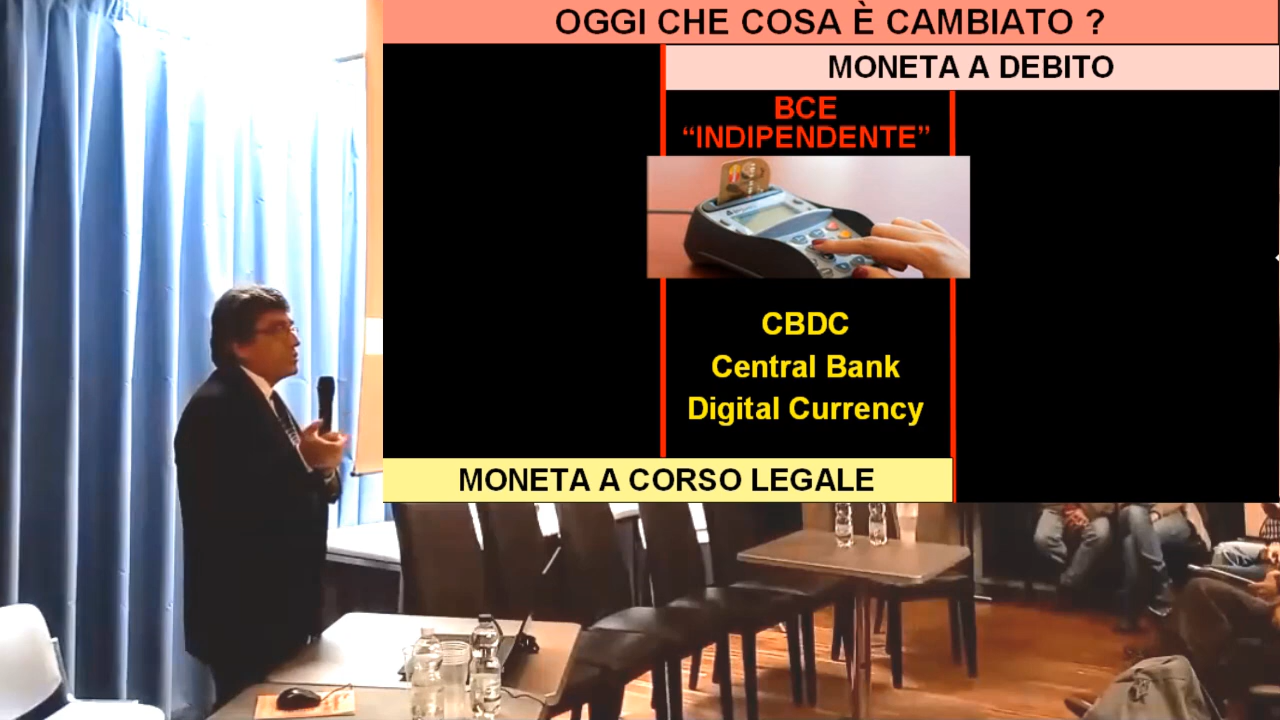 OGGI CHE COSA È CAMBIATO ?
MONETA A DEBITO
BCE
“INDIPENDENTE”
CBDC
Central Bank
Digital Currency
MONETA A CORSO LEGALE